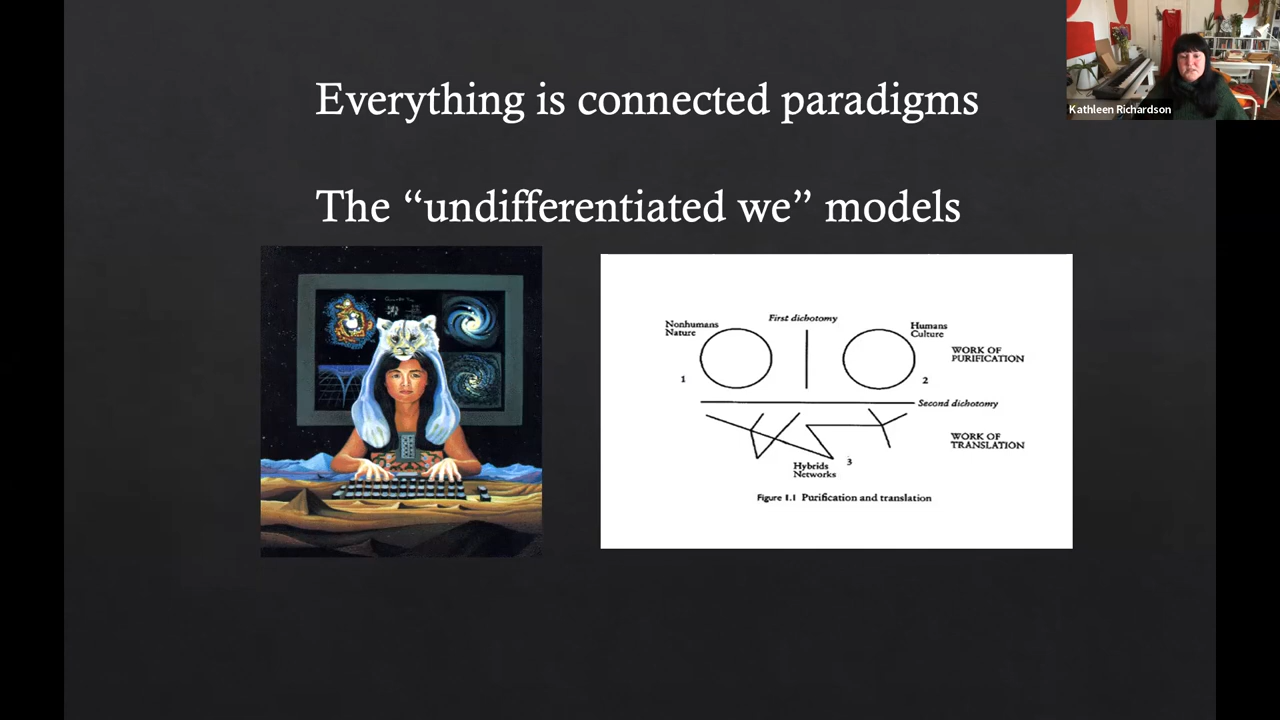 Everything is connected paradigms
Kathleen Richardson
The “undifferentiated we” models
First dichotomy
Nonhumans
Nature
Humans
Culture
WORK OF
PURIFICATION
1
2
Second dichotomy
WORK OF
TRANSLATION
Hybrids
Networks
3
Figure 1.1 Purification and translation